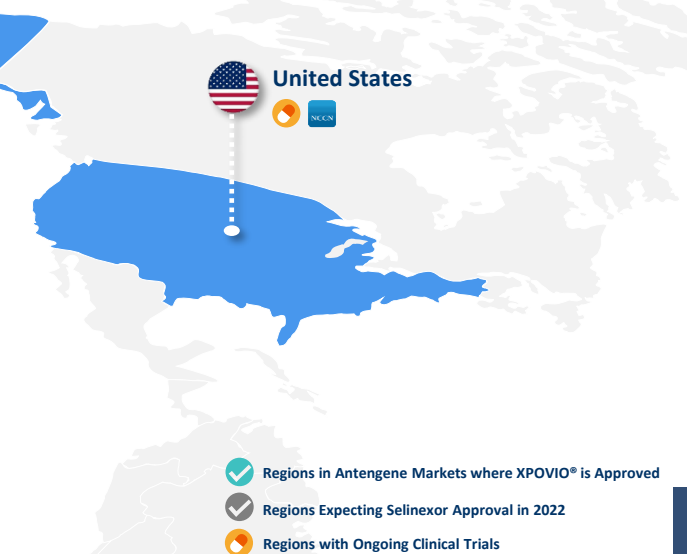 United States
NCCN
Regions in Antengene Markets where XPOVIO® is Approved
Regions Expecting Selinexor Approval in 2022
Regions with Ongoing Clinical Trials